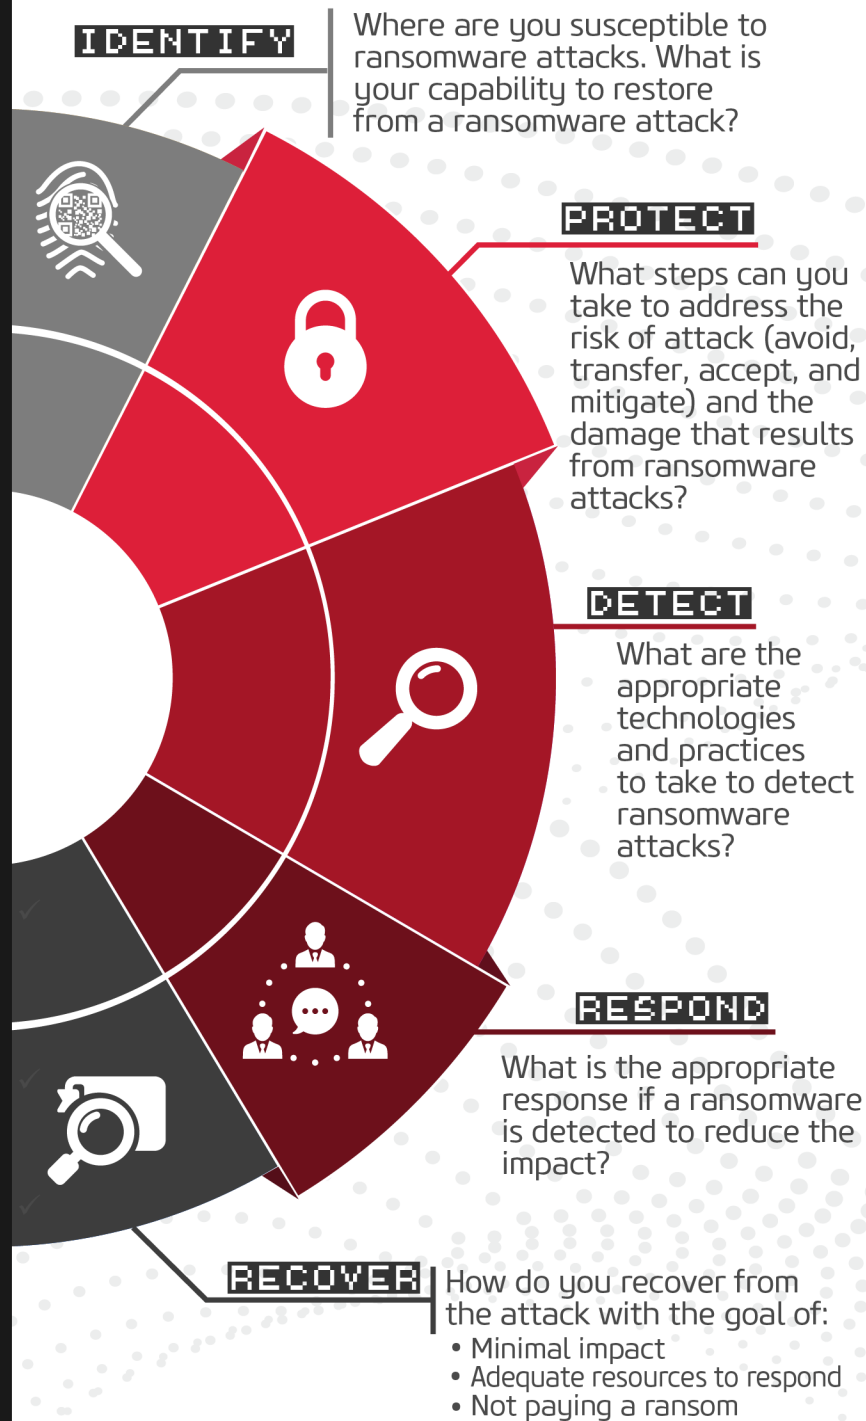 IDENTIFY
Where are you susceptible to
ransomware attacks. What is
your capability to restore
from a ransomware attack?
PROTECT
What steps can you
take to address the
risk of attack (avoid,
transfer, accept, and
mitigate) and the
damage that results
from ransomware
attacks?
DETECT
What are the
appropriate
technologies
and practices
to take to detect
ransomware
attacks?
RESPOND
What is the appropriate
response if a ransomware
is detected to reduce the
impact?
RECOVER
How do you recover from
the attack with the goal of:
• Minimal impact
• Adequate resources to respond
• Not paying a ransom